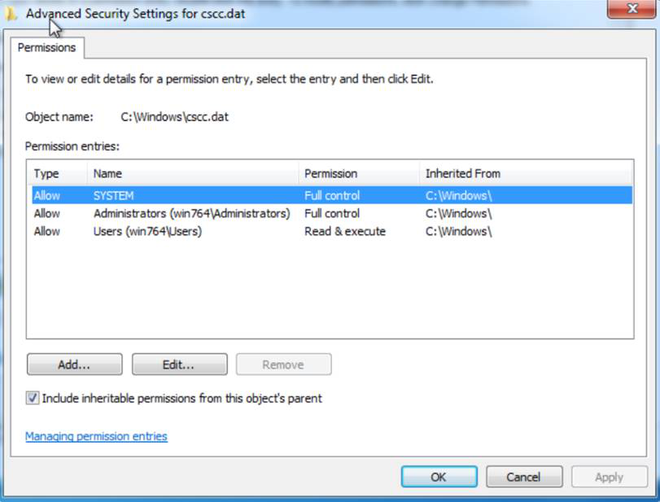 Advanced Security Settings for cscc.dat
Permissions
To view or edit details for a permission entry, select the entry and then click Edit.
Object name: C:\Windows\cscc.dat
Permission entries:
Type Name Permission Inherited From
Allow SYSTEM Full control C:\Windows\
Allow Administrators (win764\Administrators) Full control C:\Windows\
Allow Users (win764\Users) Read & execute C:\Windows\
Add... Edit... Remove
Include inheritable permissions from this object's parent
Managing permission entries
OK Cancel Apply